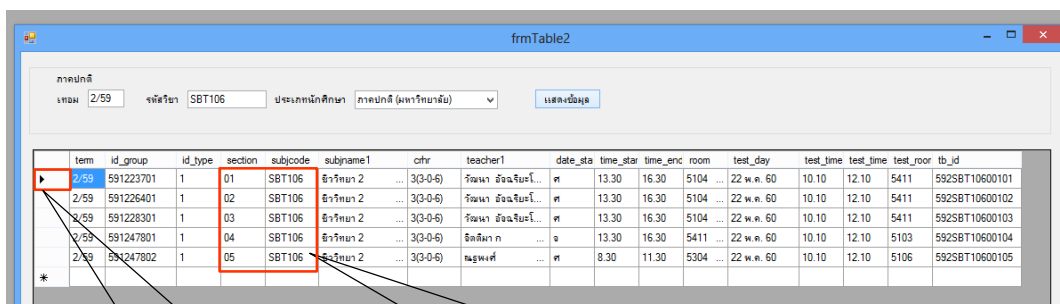 frmTable2
ภาคปกติ
เทอม 2/59 รหัสวิชา SBT106 ประเภทนักศึกษา ภาคปกติ (มหาวิทยาลัย) แสดงข้อมูล
term id_group id_type section subjcode subjname1 crhr teacher1 date_sta time_star time_end room test_day test_time test_time test_roor tb_id
2/59 591223701 1 01 SBT106 ชีววิทยา 2 ... 3(3-0-6) วัฒนา อัจฉริยะโ... ศ 13.30 16.30 5104 ... 22 พ.ค. 60 10.10 12.10 5411 592SBT10600101
2/59 591226401 1 02 SBT106 ชีววิทยา 2 ... 3(3-0-6) วัฒนา อัจฉริยะโ... ศ 13.30 16.30 5104 ... 22 พ.ค. 60 10.10 12.10 5411 592SBT10600102
2/59 591228301 1 03 SBT106 ชีววิทยา 2 ... 3(3-0-6) วัฒนา อัจฉริยะโ... ศ 13.30 16.30 5104 ... 22 พ.ค. 60 10.10 12.10 5411 592SBT10600103
2/59 591247801 1 04 SBT106 ชีววิทยา 2 ... 3(3-0-6) จิตติมา ก ... จ 13.30 16.30 5411 ... 22 พ.ค. 60 10.10 12.10 5103 592SBT10600104
2/59 591247802 1 05 SBT106 ชีววิทยา 2 ... 3(3-0-6) ณฐพงศ์ ... ศ 8.30 11.30 5304 ... 22 พ.ค. 60 10.10 12.10 5106 592SBT10600105